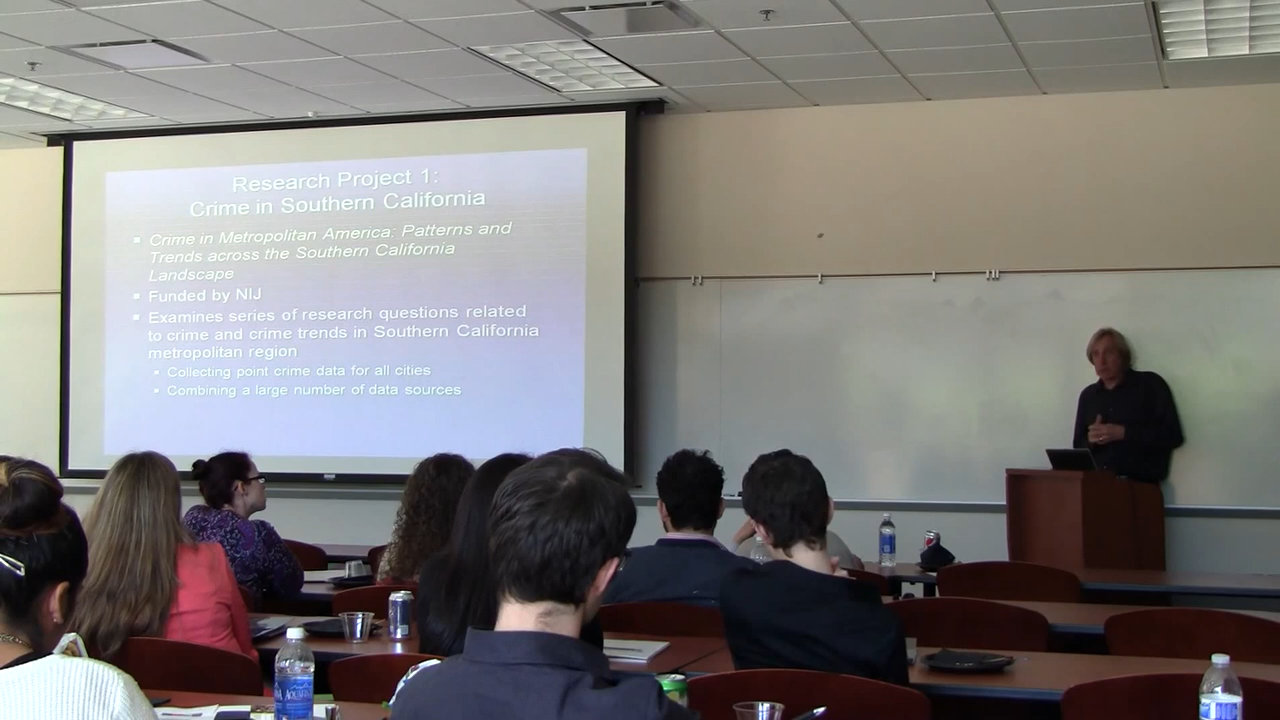 Research Project 1:
Crime in Southern California
▪ Crime in Metropolitan America: Patterns and
Trends across the Southern California
Landscape
▪ Funded by NIJ
▪ Examines series of research questions related
to crime and crime trends in Southern California
metropolitan region
▪ Collecting point crime data for all cities
▪ Combining a large number of data sources
AQUAFINA